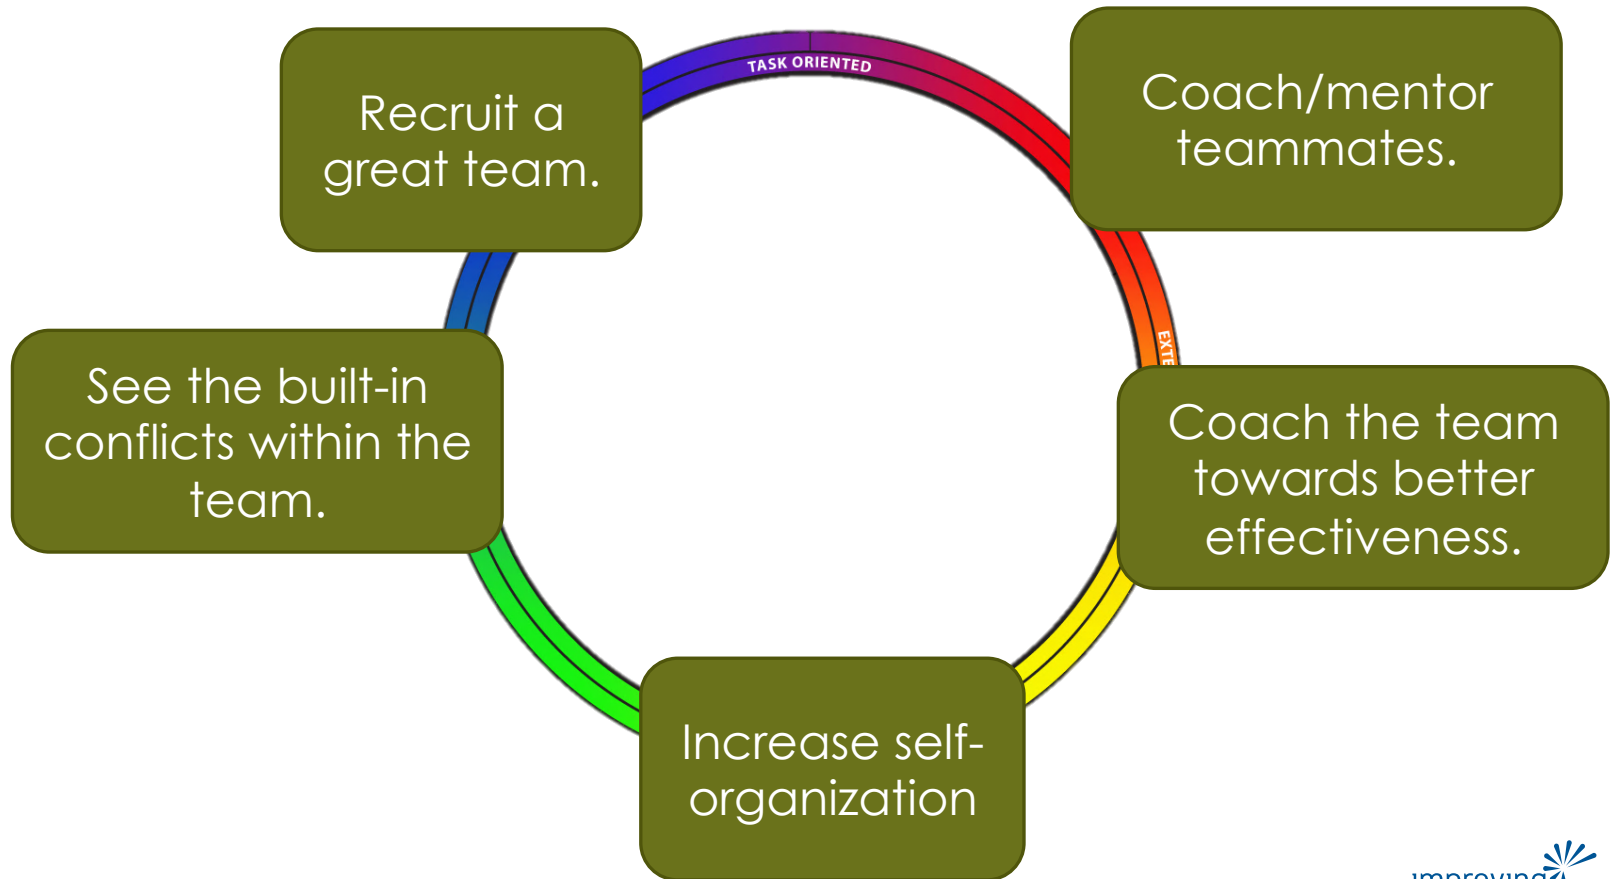 TASK ORIENTED
Recruit a
great team.
Coach/mentor
teammates.
See the built-in
conflicts within the
team.
Coach the team
towards better
effectiveness.
Increase self-
organization
improving